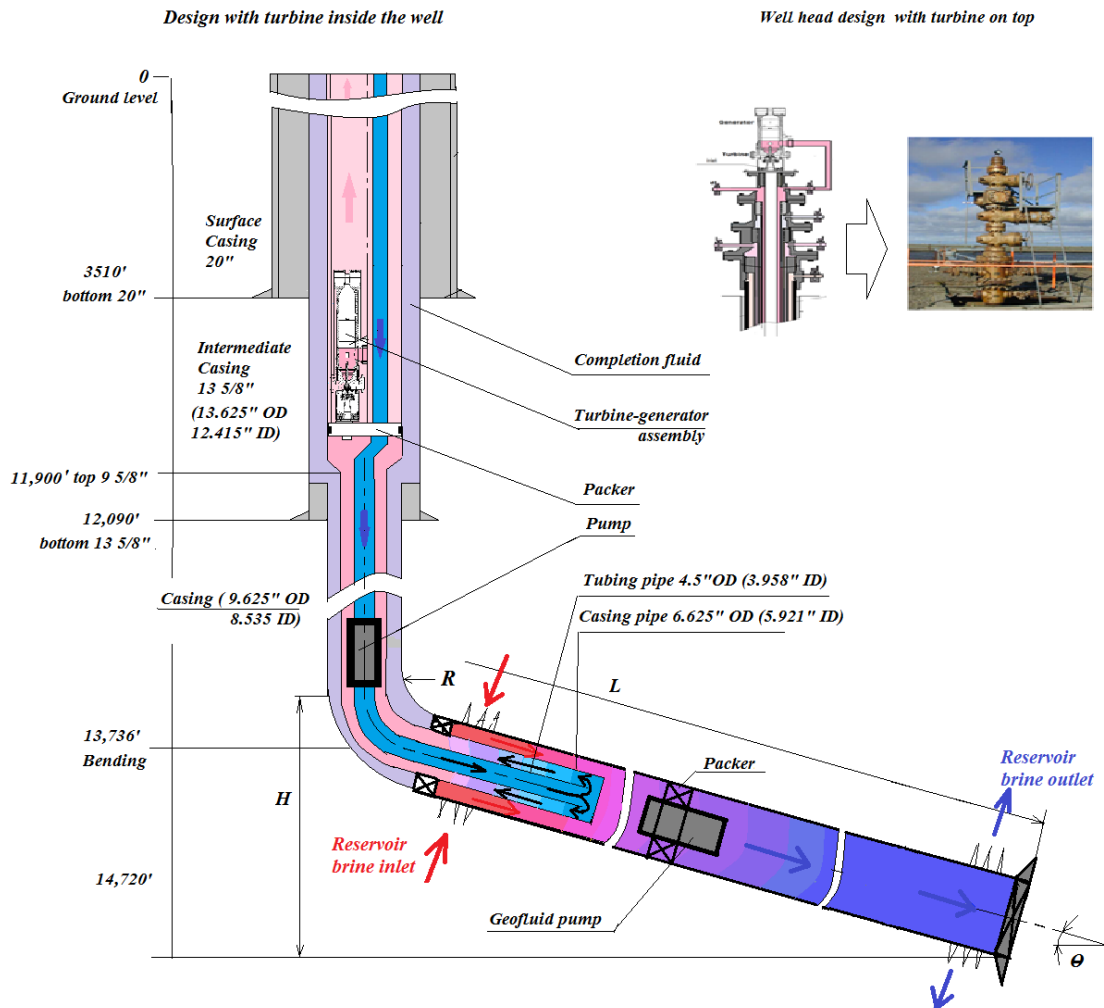 Design with turbine inside the well
Well head design with turbine on top
0
Ground level
Generator
Turbine
Surface
Casing
20"
3510'
bottom 20"
Intermediate
Casing
13 5/8"
(13.625" OD
12.415" ID)
Completion fluid
Turbine-generator
assembly
11,900' top 9 5/8"
Packer
12,090'
bottom 13 5/8"
Pump
Tubing pipe 4.5"OD (3.958" ID)
Casing ( 9.625" OD
8.535 ID)
Casing pipe 6.625" OD (5.921" ID)
R
L
13,736'
Bending
Packer
Reservoir
brine outlet
H
Reservoir
brine inlet
14,720'
Geofluid pump
Θ